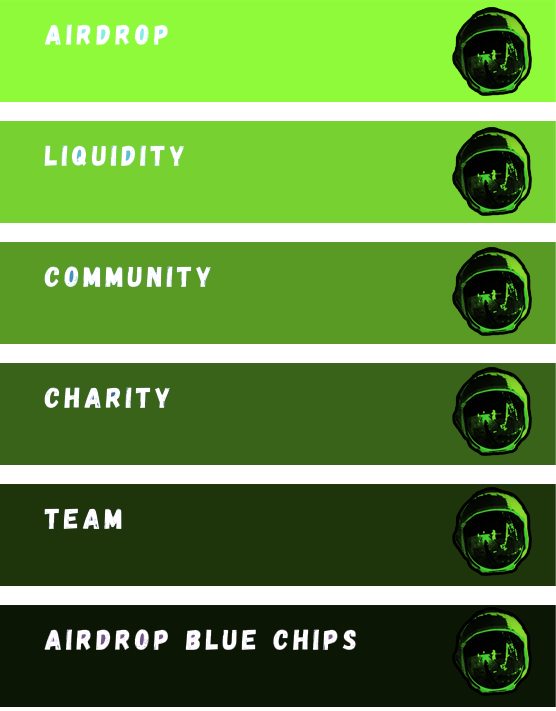 AIRDROP
LIQUIDITY
COMMUNITY
CHARITY
TEAM
AIRDROP BLUE CHIPS